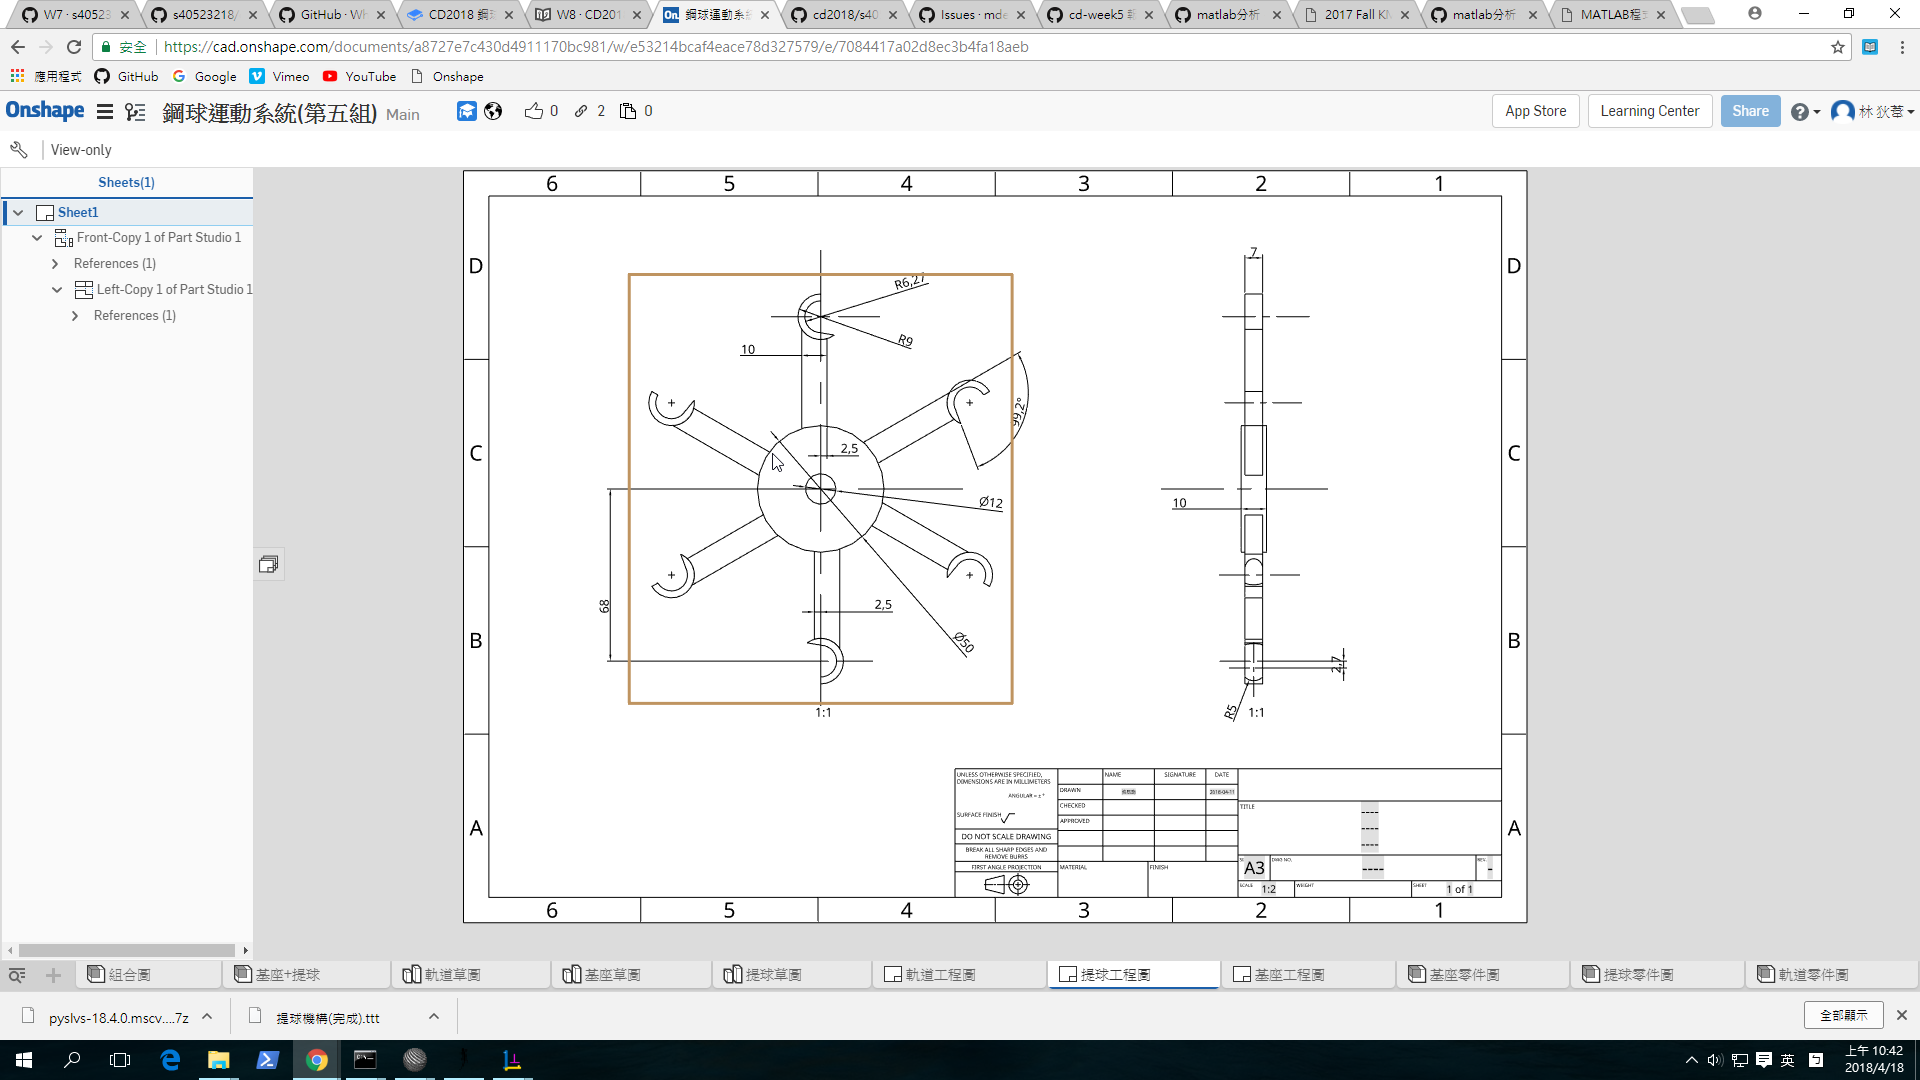 W7 · s40523
s40523218/
GitHub · Wh
CD2018 鋼
W8 · CD201
鋼球運動系
cd2018/s40
Issues · mde
cd-week5 報
matlab分析
2017 Fall KM
matlab分析
MATLAB程式
安全 https://cad.onshape.com/documents/a8727e7c430d4911170bc981/w/e53214bcaf4eace78d327579/e/7084417a02d8ec3b4fa18aeb
應用程式 GitHub Google Vimeo YouTube Onshape
Onshape 鋼球運動系統(第五組) Main 0 2 0 App Store Learning Center Share
View-only
Sheets(1)
Sheet1
Front-Copy 1 of Part Studio 1
References (1)
Left-Copy 1 of Part Studio 1
References (1)
6 5 4 3 2 1
D D
C C
B B
A A
R6,27
R9
10
99,2°
2,5
Ø12
68
2,5
Ø50
1:1
7
10
2,7
R5
1:1
UNLESS OTHERWISE SPECIFIED,
DIMENSIONS ARE IN MILLIMETERS
ANGULAR = ± °
SURFACE FINISH
DO NOT SCALE DRAWING
BREAK ALL SHARP EDGES AND
REMOVE BURRS
FIRST ANGLE PROJECTION
NAME SIGNATURE DATE
DRAWN 2018-04-11
CHECKED
APPROVED
MATERIAL FINISH
TITLE
----
----
----
A3 DWG NO. ---- REV. -
SCALE 1:2 WEIGHT SHEET 1 of 1
6 5 4 3 2 1
組合圖 基座+提球 軌道草圖 基座草圖 提球草圖 軌道工程圖 提球工程圖 基座工程圖 基座零件圖 提球零件圖 軌道零件圖
pyslvs-18.4.0.mscv....7z 提球機構(完成).ttt 全部顯示
英
上午 10:42
2018/4/18